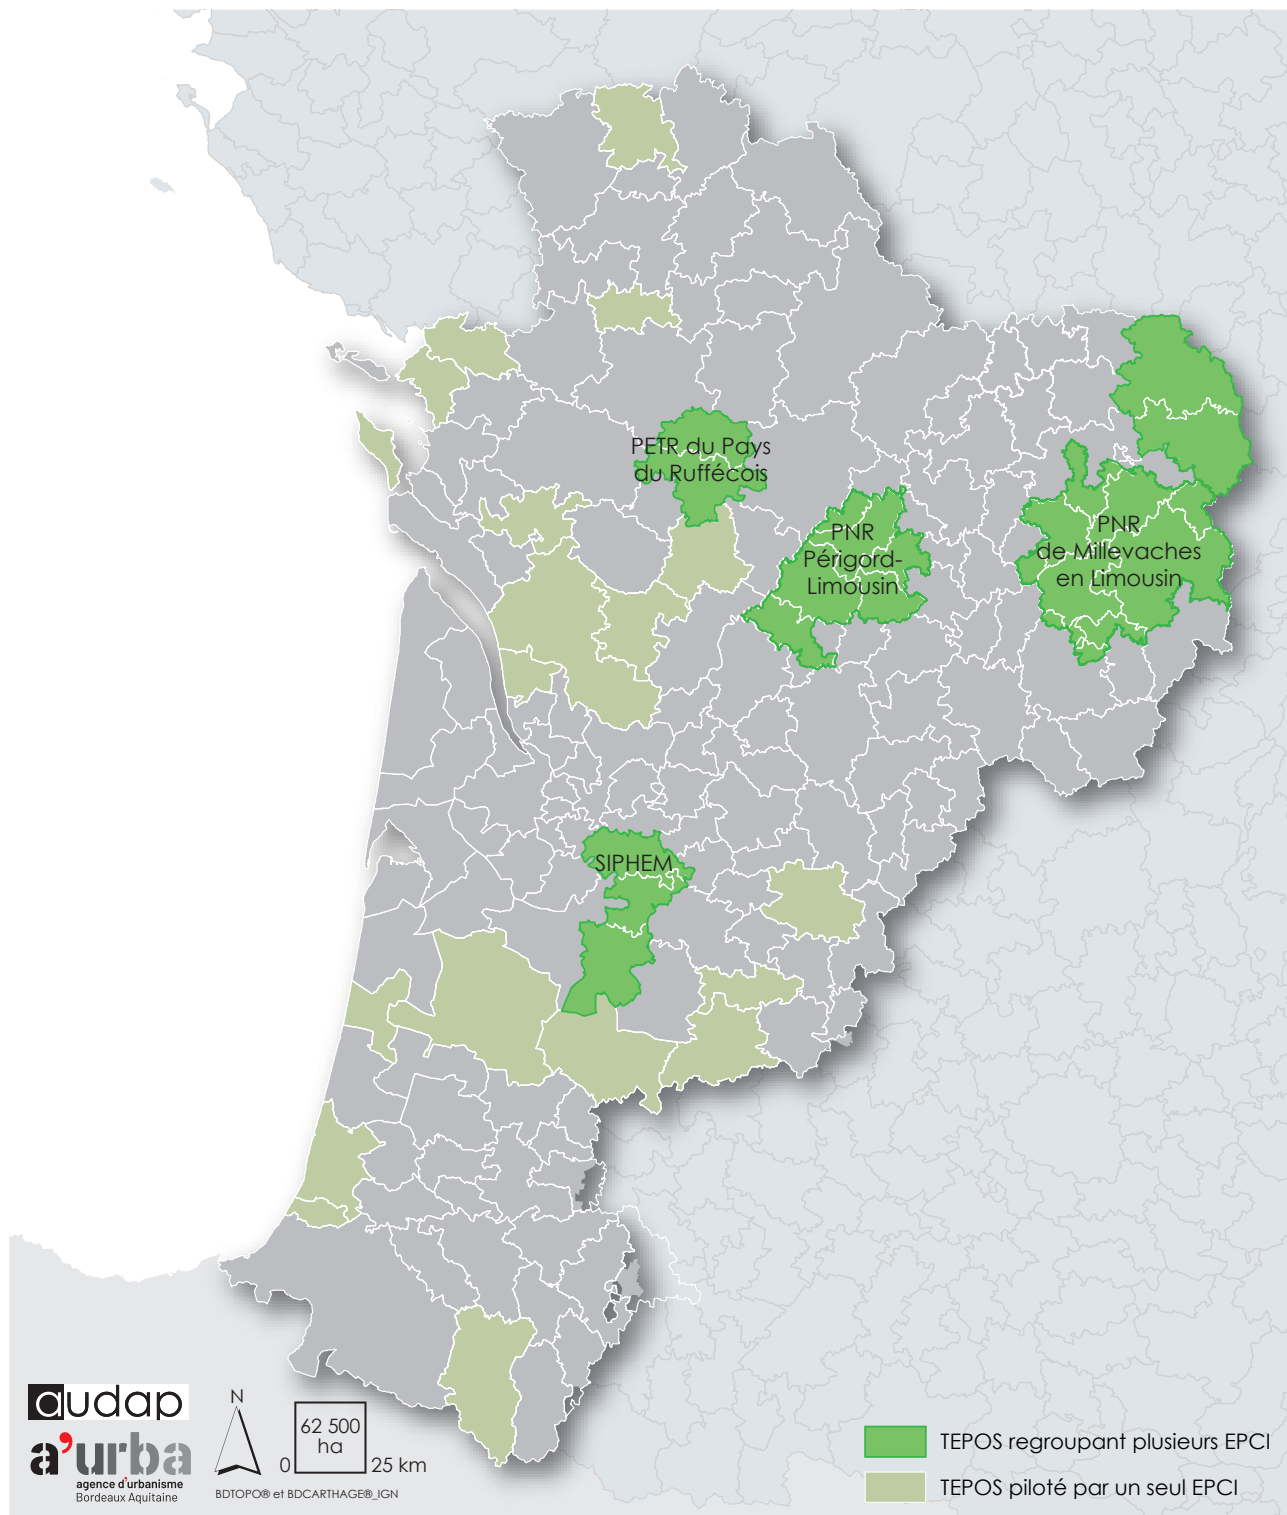 PETR du Pays
du Ruffécois
PNR
Périgord-
Limousin
PNR
de Millevaches
en Limousin
SIPHEM
audap
a'urba
agence d'urbanisme
Bordeaux Aquitaine
N
62 500
ha
0
25 km
BDTOPO® et BDCARTHAGE®_IGN
TEPOS regroupant plusieurs EPCI
TEPOS piloté par un seul EPCI